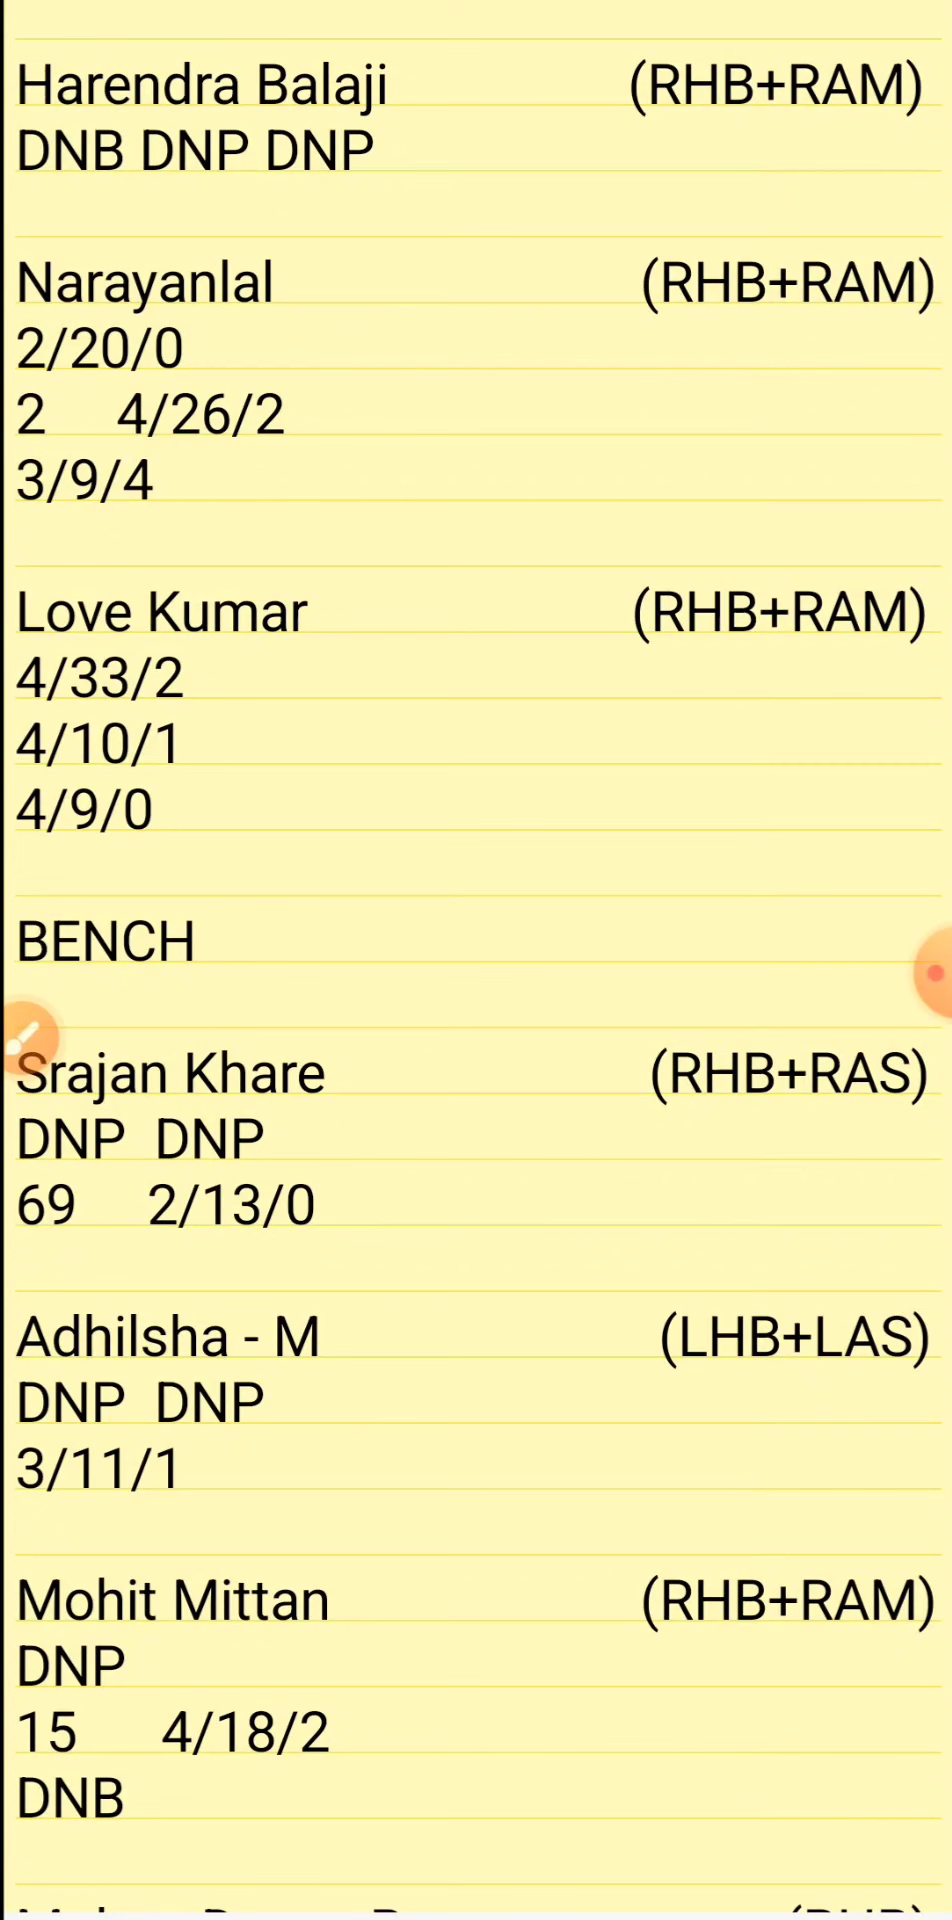 Harendra Balaji (RHB+RAM)
DNB DNP DNP
Narayanlal (RHB+RAM)
2/20/0
2 4/26/2
3/9/4
Love Kumar (RHB+RAM)
4/33/2
4/10/1
4/9/0
BENCH
Srajan Khare (RHB+RAS)
DNP DNP
69 2/13/0
Adhilsha - M (LHB+LAS)
DNP DNP
3/11/1
Mohit Mittan (RHB+RAM)
DNP
15 4/18/2
DNB